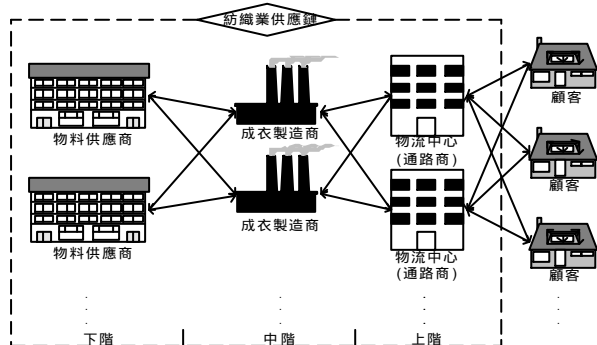 紡織業供應鏈
物料供應商
成衣製造商
物流中心
(通路商)
顧客
顧客
物料供應商
成衣製造商
物流中心
(通路商)
顧客
下階
中階
上階